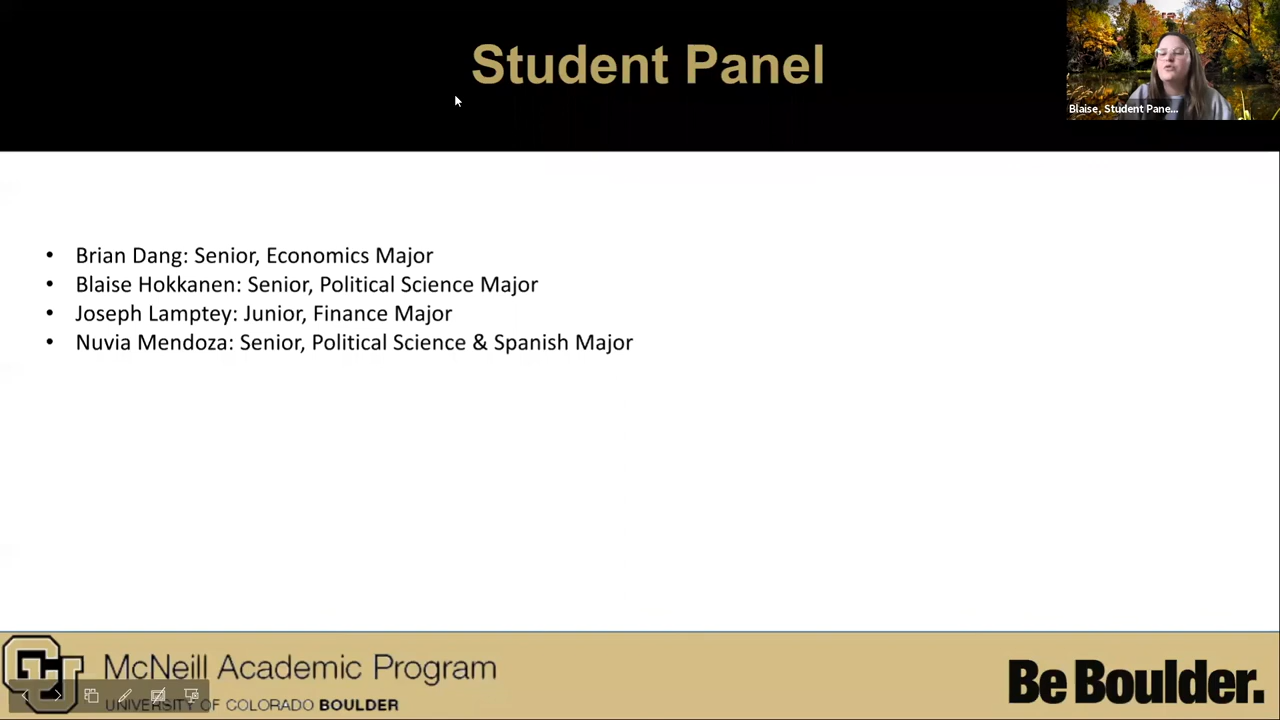 Student Panel
Blaise, Student Pane...
• Brian Dang: Senior, Economics Major
• Blaise Hokkanen: Senior, Political Science Major
• Joseph Lamptey: Junior, Finance Major
• Nuvia Mendoza: Senior, Political Science & Spanish Major
CU
McNeill Academic Program
UNIVERSITY OF COLORADO BOULDER
Be Boulder.